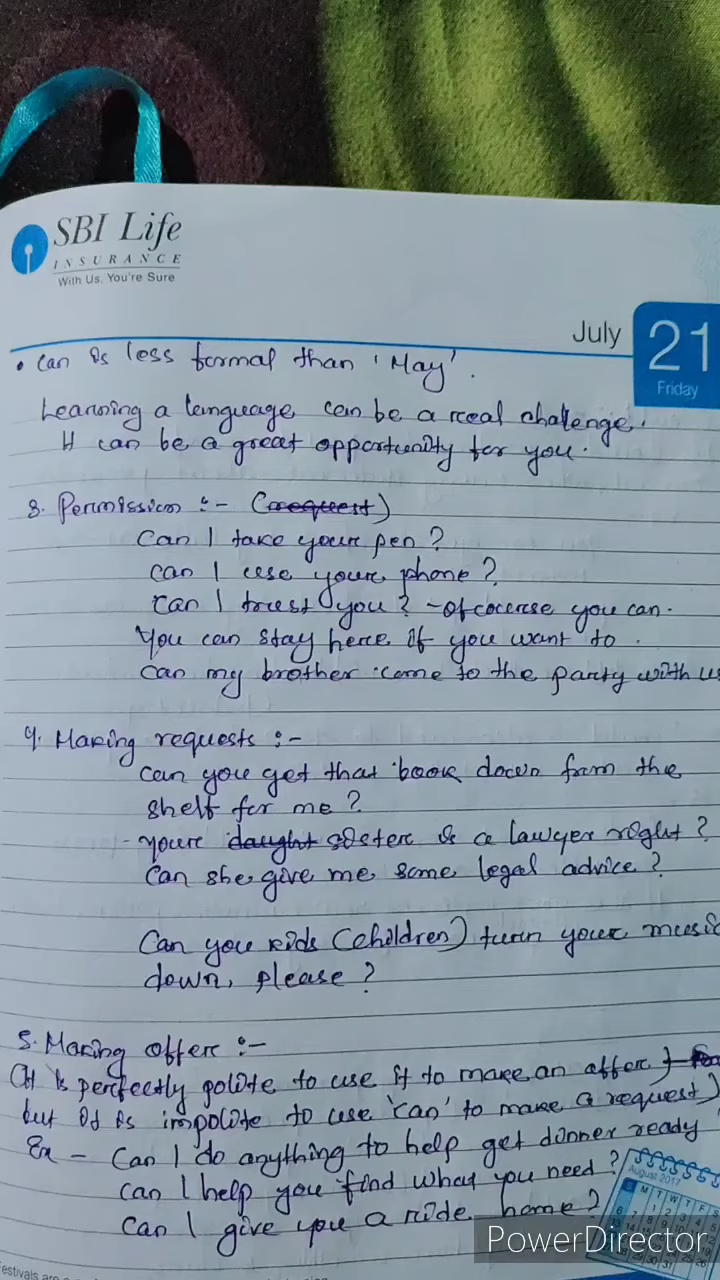 SBI Life
INSURANCE
With Us. You're Sure
July 21
Friday
• Can is less formal than 'May'.
Learning a language can be a real challenge.
It can be a great opportunity for you.
3. Permission :- (request)
Can I take your pen?
Can I use your phone?
Can I trust you? - Ofcourse you can.
You can stay here if you want to.
Can my brother come to the party with us
4. Making requests :-
Can you get that book down from the
shelf for me?
- Your daught sister is a lawyer right?
Can she give me some legal advice?
Can you kids (children) turn your music
down, please?
5. Making offer :-
(It is perfectly polite to use it to make an offer)
but it is impolite to use 'can' to make a request)
Ex - Can I do anything to help get dinner ready
Can I help you find what you need?
Can I give you a ride home?
August 2017
PowerDirector